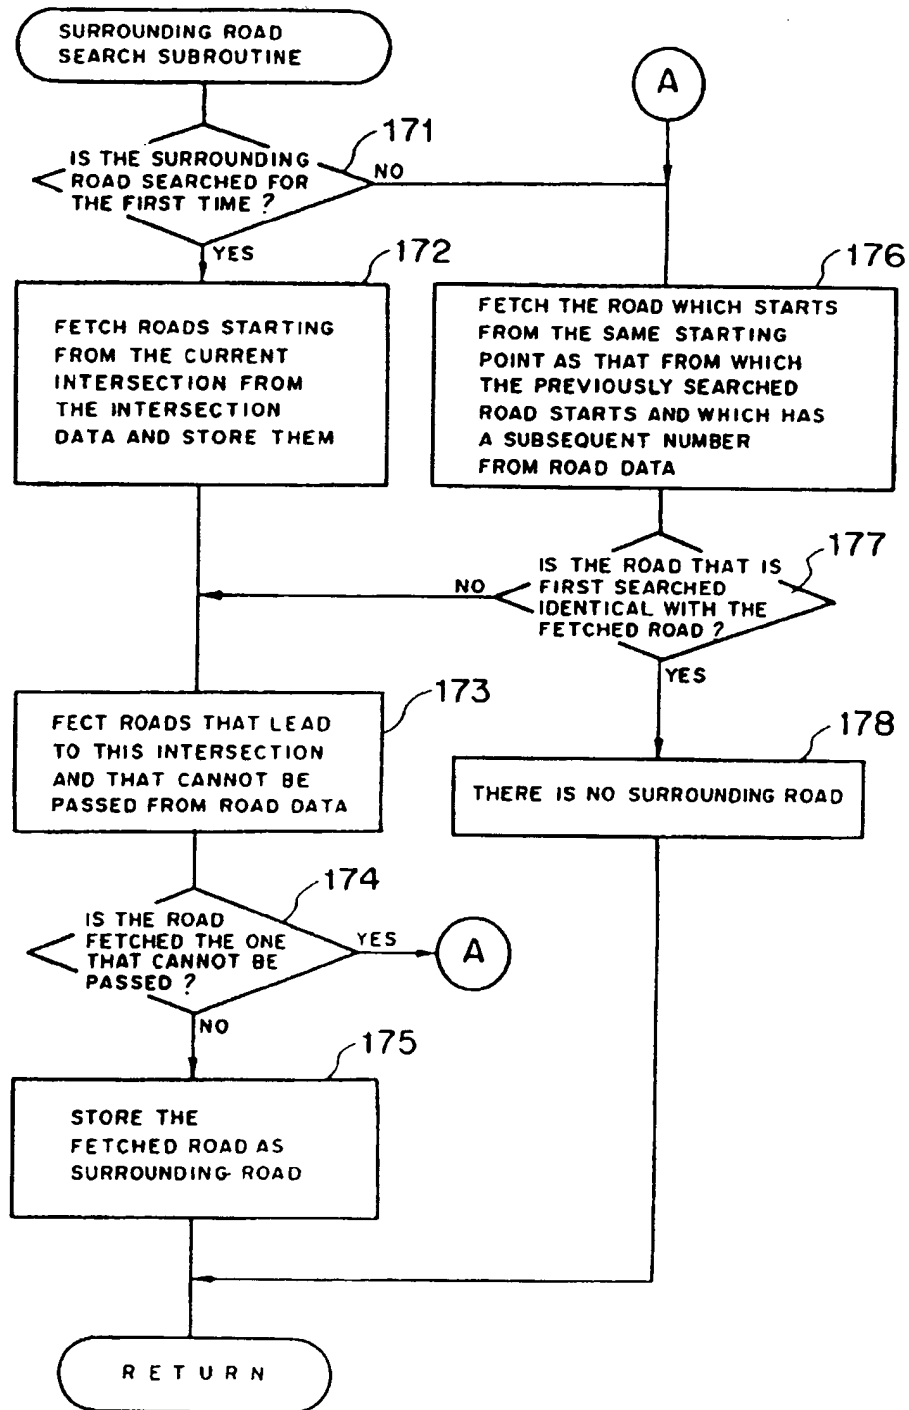 SURROUNDING ROAD
SEARCH SUBROUTINE
A
171
IS THE SURROUNDING
ROAD SEARCHED FOR
THE FIRST TIME ?
NO
YES
172
FETCH ROADS STARTING
FROM THE CURRENT
INTERSECTION FROM
THE INTERSECTION
DATA AND STORE THEM
176
FETCH THE ROAD WHICH STARTS
FROM THE SAME STARTING
POINT AS THAT FROM WHICH
THE PREVIOUSLY SEARCHED
ROAD STARTS AND WHICH HAS
A SUBSEQUENT NUMBER
FROM ROAD DATA
177
IS THE ROAD THAT IS
FIRST SEARCHED
IDENTICAL WITH THE
FETCHED ROAD ?
NO
YES
173
FECT ROADS THAT LEAD
TO THIS INTERSECTION
AND THAT CANNOT BE
PASSED FROM ROAD DATA
178
THERE IS NO SURROUNDING ROAD
174
IS THE ROAD
FETCHED THE ONE
THAT CANNOT BE
PASSED ?
YES
A
NO
175
STORE THE
FETCHED ROAD AS
SURROUNDING ROAD
RETURN